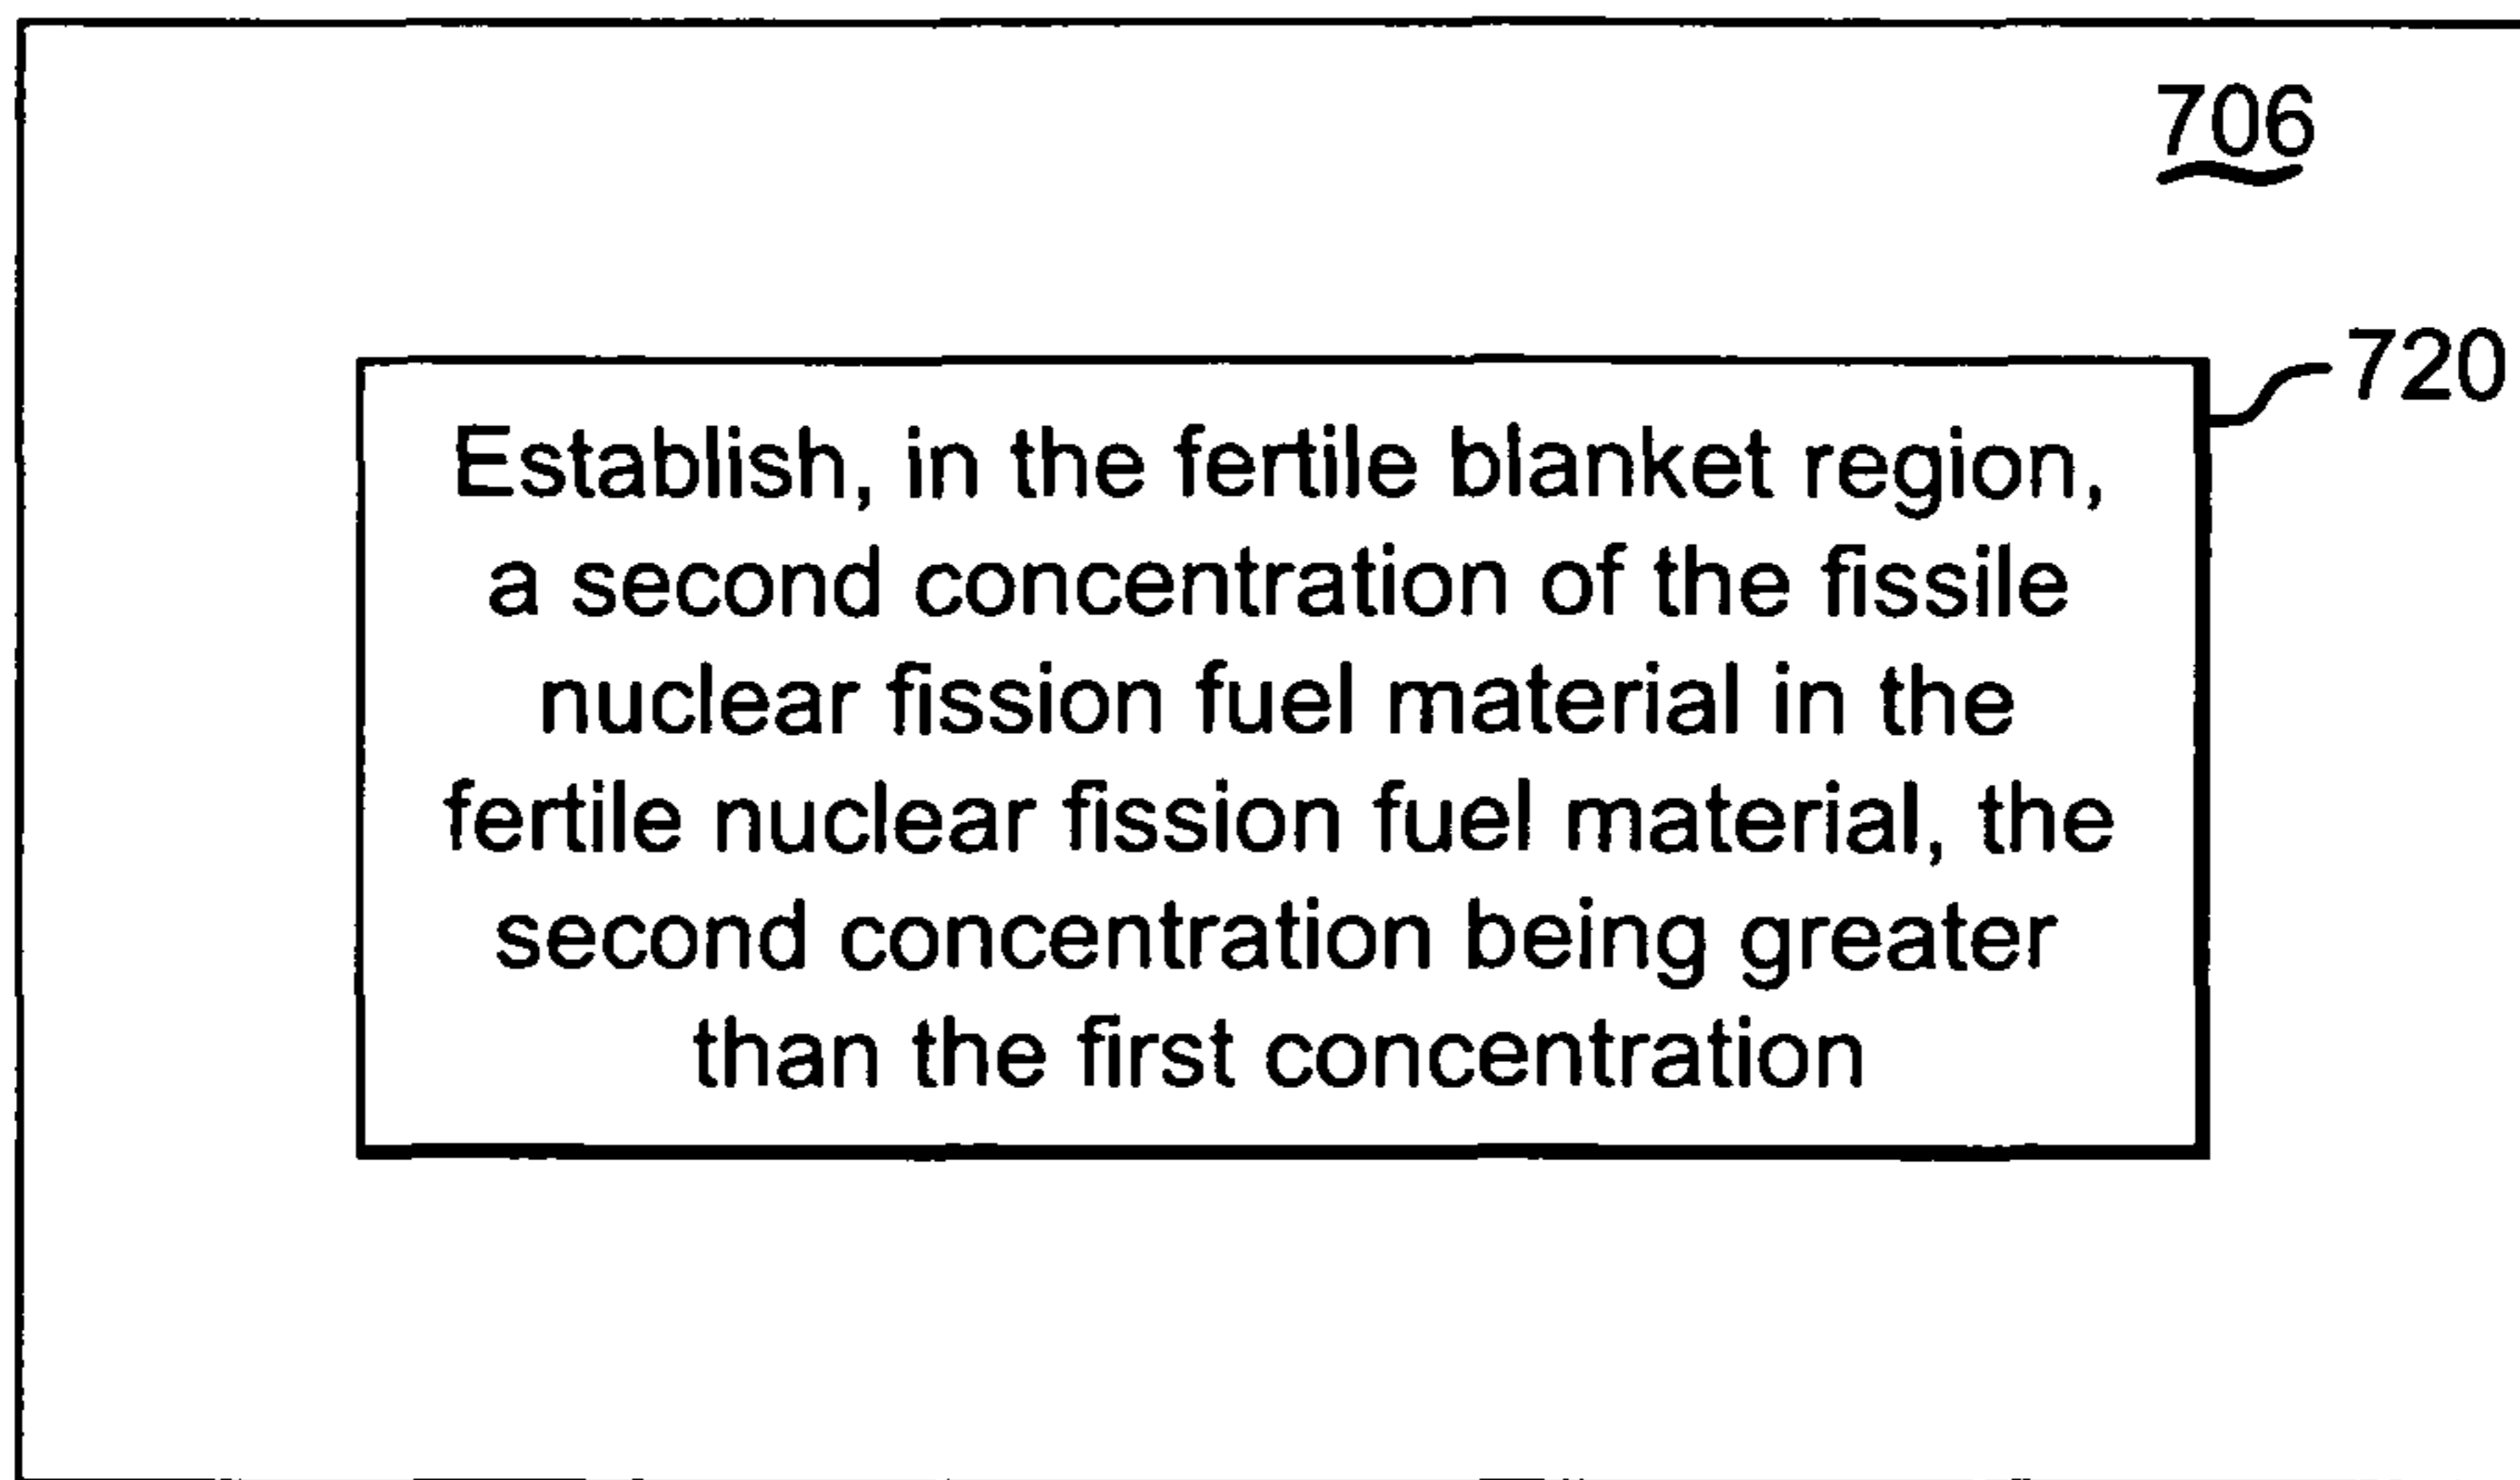 706
720
Establish, in the fertile blanket region,
a second concentration of the fissile
nuclear fission fuel material in the
fertile nuclear fission fuel material, the
second concentration being greater
than the first concentration